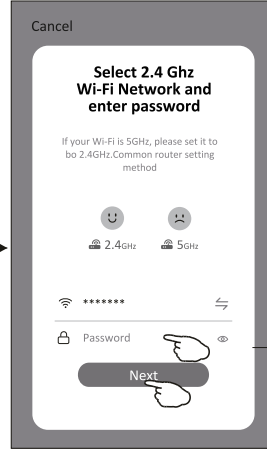 Cancel
Select 2.4 Ghz
Wi-Fi Network and
enter password
If your Wi-Fi is 5GHz, please set it to
bo 2.4GHz.Common router setting
method
2.4GHz 5GHz
*******
Password
Next